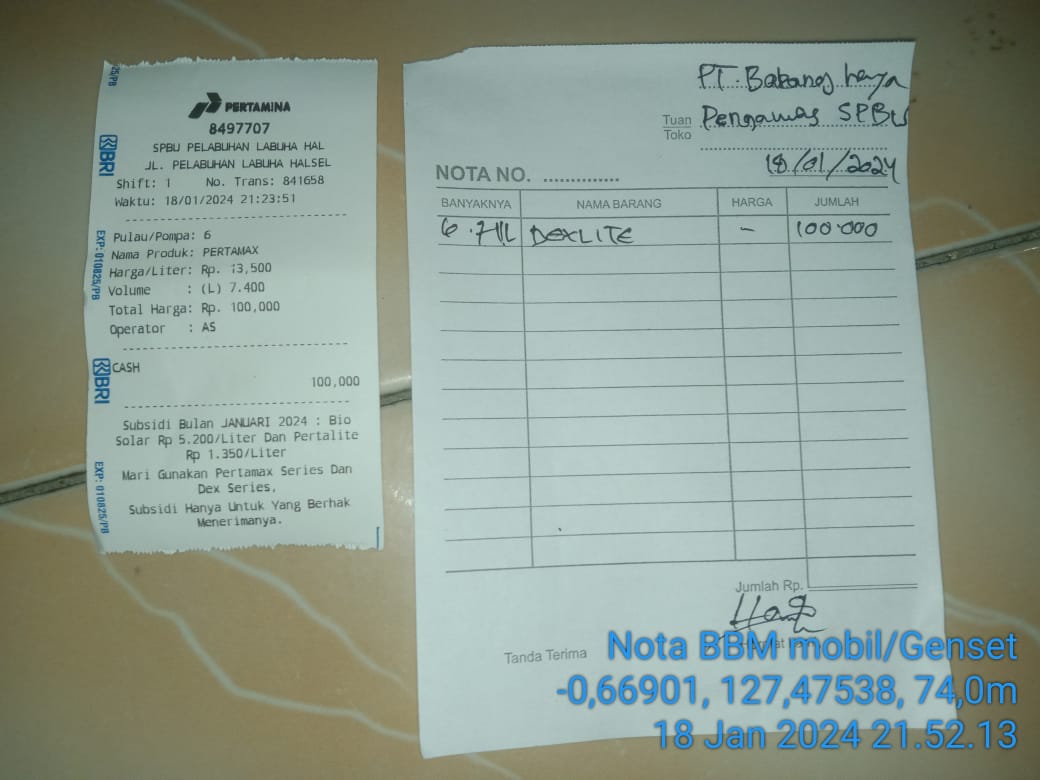 PERTAMINA
8497707
SPBU PELABUHAN LABUHA HAL
JL. PELABUHAN LABUHA HALSEL
Shift: 1 No. Trans: 841658
Waktu: 18/01/2024 21:23:51
Pulau/Pompa: 6
Nama Produk: PERTAMAX
Harga/Liter: Rp. 13,500
Volume : (L) 7.400
Total Harga: Rp. 100,000
Operator : AS
CASH
100,000
Subsidi Bulan JANUARI 2024 : Bio
Solar Rp 5.200/Liter Dan Pertalite
Rp 1.350/Liter
Mari Gunakan Pertamax Series Dan
Dex Series,
Subsidi Hanya Untuk Yang Berhak
Menerimanya.
25/PB
BRI
EXP: 010825/PB
BRI
EXP: 010825/PB
PT.
Tuan
Toko
Pengawas SPBU
18/01/2024
NOTA NO. ..............
BANYAKNYA NAMA BARANG HARGA JUMLAH
DEXLITE - 100.000
Jumlah Rp.
Tanda Terima
Nota BBM mobil/Genset
-0,66901, 127,47538, 74,0m
18 Jan 2024 21.52.13